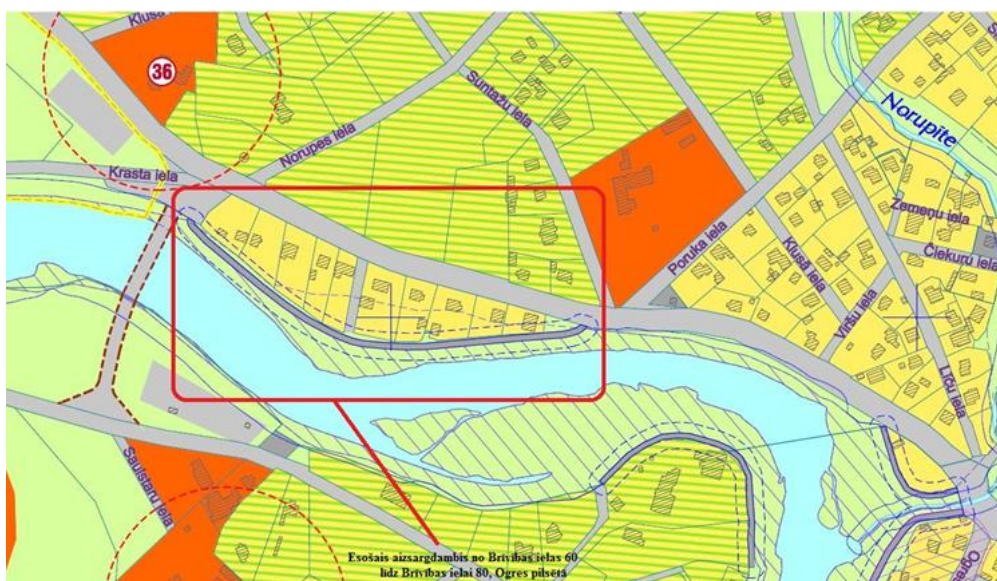 Klusā
36
Suntažu iela
Norupes iela
Norupīte
Krasta iela
Zemeņu iela
Poruka iela
Klusā iela
Čiekuru iela
Viršu iela
Līču iela
Saulstaru iela
Esošais aizsargdambis no Brīvības ielas 60
līdz Brīvības ielai 80, Ogres pilsētā